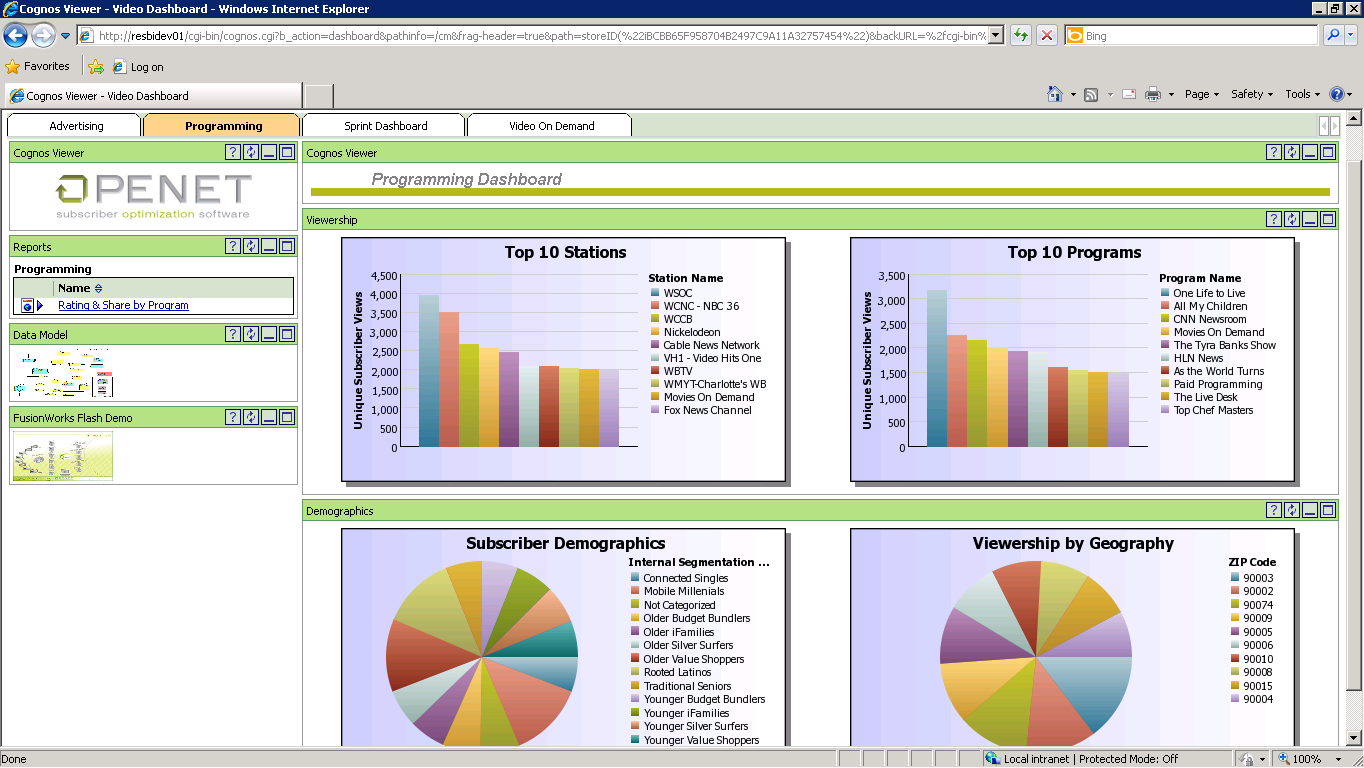 Cognos Viewer - Video Dashboard - Windows Internet Explorer
http://resbidev01/cgi-bin/cognos.cgi?b_action=dashboard&pathinfo=/cm&frag-header=true&path=storeID(%22iBCBB65F958704B2497C9A11A32757454%22)&backURL=%2fcgi-bin%
Bing
Favorites
Log on
Cognos Viewer - Video Dashboard
Page
Safety
Tools
Advertising
Programming
Sprint Dashboard
Video On Demand
Cognos Viewer
OPENET
subscriber optimization software
Reports
Programming
Name
Rating & Share by Program
Data Model
FusionWorks Flash Demo
Cognos Viewer
Programming Dashboard
Viewership
Top 10 Stations
Unique Subscriber Views
4,500
4,000
3,500
3,000
2,500
2,000
1,500
1,000
500
0
Station Name
WSOC
WCNC - NBC 36
WCCB
Nickelodeon
Cable News Network
VH1 - Video Hits One
WBTV
WMYT-Charlotte's WB
Movies On Demand
Fox News Channel
Top 10 Programs
Unique Subscriber Views
3,500
3,000
2,500
2,000
1,500
1,000
500
0
Program Name
One Life to Live
All My Children
CNN Newsroom
Movies On Demand
The Tyra Banks Show
HLN News
As the World Turns
Paid Programming
The Live Desk
Top Chef Masters
Demographics
Subscriber Demographics
Internal Segmentation ...
Connected Singles
Mobile Millenials
Not Categorized
Older Budget Bundlers
Older iFamilies
Older Silver Surfers
Older Value Shoppers
Rooted Latinos
Traditional Seniors
Younger Budget Bundlers
Younger iFamilies
Younger Silver Surfers
Younger Value Shoppers
Viewership by Geography
ZIP Code
90003
90002
90074
90009
90005
90006
90010
90008
90015
90004
Done
Local intranet | Protected Mode: Off
100%